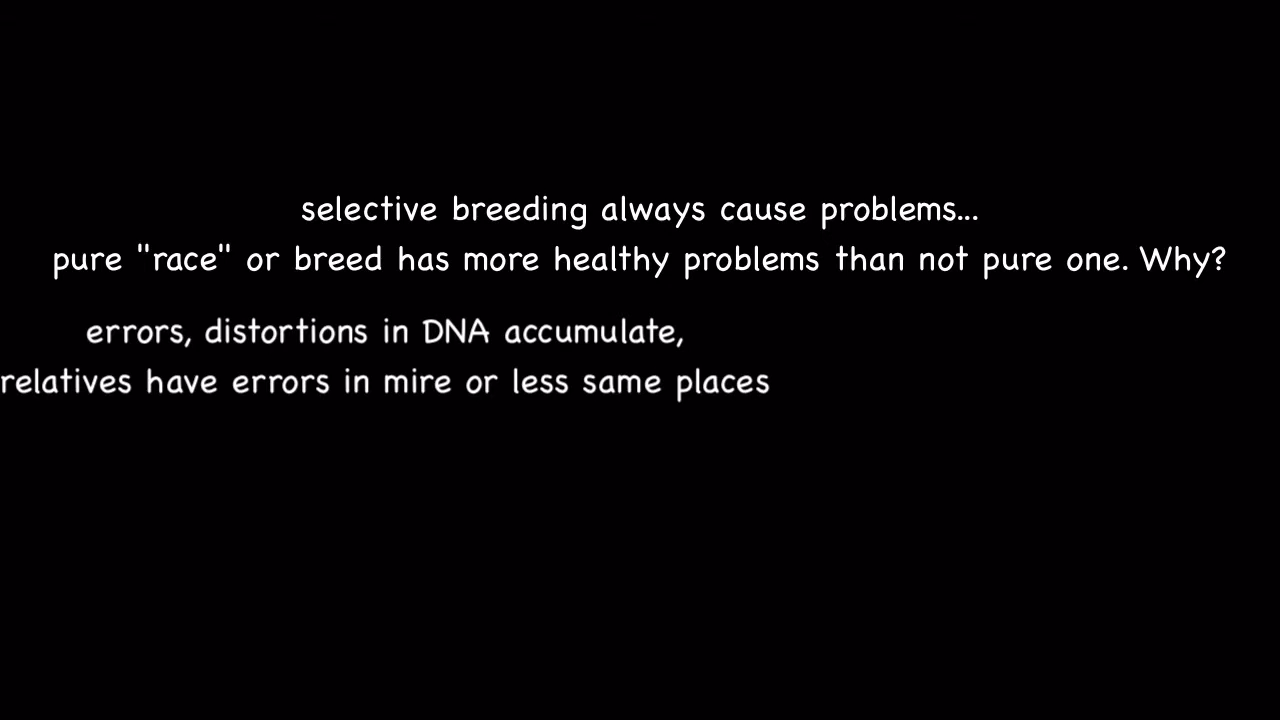 selective breeding always cause problems...
pure "race" or breed has more healthy problems than not pure one. Why?
errors, distortions in DNA accumulate,
relatives have errors in mire or less same places